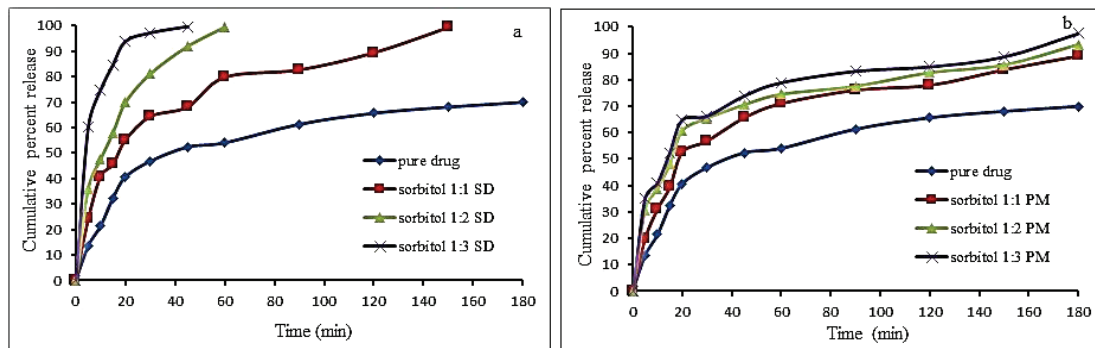 a
Cumulative percent release
100
90
80
70
60
50
40
30
20
10
0
pure drug
sorbitol 1:1 SD
sorbitol 1:2 SD
sorbitol 1:3 SD
0 20 40 60 80 100 120 140 160 180
Time (min)
b
Cumulative percent release
100
90
80
70
60
50
40
30
20
10
0
pure drug
sorbitol 1:1 PM
sorbitol 1:2 PM
sorbitol 1:3 PM
0 20 40 60 80 100 120 140 160 180
Time (min)